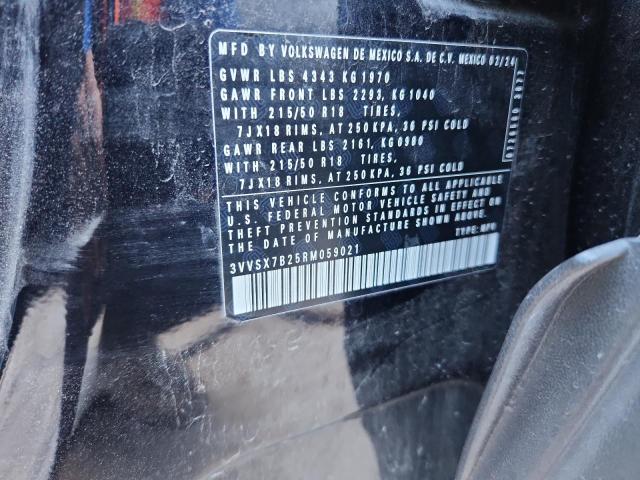 MFD BY VOLKSWAGEN DE MEXICO S.A. DE C.V. MEXICO 03/24
GVWR LBS 4343 KG 1970
GAWR FRONT LBS 2293, KG 1040
WITH 215/50 R18 TIRES,
7JX18 RIMS, AT 250 KPA, 36 PSI COLD
GAWR REAR LBS 2161, KG 0980
WITH 215/50 R18 TIRES,
7JX18 RIMS, AT 250 KPA, 36 PSI COLD
THIS VEHICLE CONFORMS TO ALL APPLICABLE
U.S. FEDERAL MOTOR VEHICLE SAFETY AND
THEFT PREVENTION STANDARDS IN EFFECT ON
DATE OF MANUFACTURE SHOWN ABOVE.
TYPE: MPV
3VVSX7B25RM059021